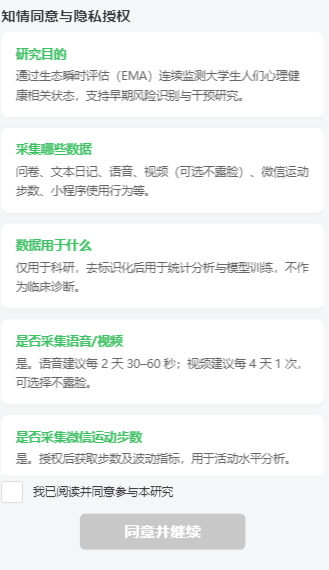 知情同意与隐私授权
研究目的
通过生态瞬时评估（EMA）连续监测大学生人们心理健
康相关状态，支持早期风险识别与干预研究。
采集哪些数据
问卷、文本日记、语音、视频（可选不露脸）、微信运动
步数、小程序使用行为等。
数据用于什么
仅用于科研，去标识化后用于统计分析与模型训练，不作
为临床诊断。
是否采集语音/视频
是。语音建议每 2 天 30–60 秒；视频建议每 4 天 1 次，
可选择不露脸。
是否采集微信运动步数
是。授权后获取步数及波动指标，用于活动水平分析。
我已阅读并同意参与本研究
同意并继续